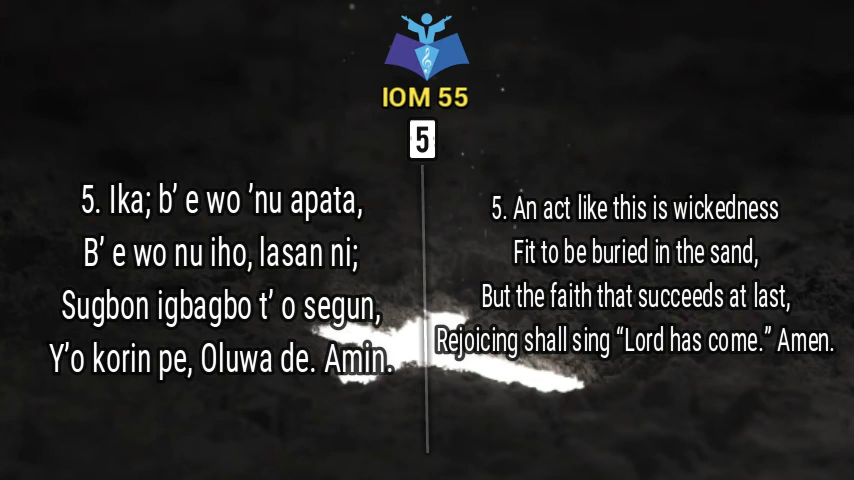 IOM 55
5
5. Ika; b’ e wo ’nu apata,
B’ e wo nu iho, lasan ni;
Sugbon igbagbo t’ o segun,
Y’o korin pe, Oluwa de. Amin.
5. An act like this is wickedness
Fit to be buried in the sand,
But the faith that succeeds at last,
Rejoicing shall sing “Lord has come.” Amen.